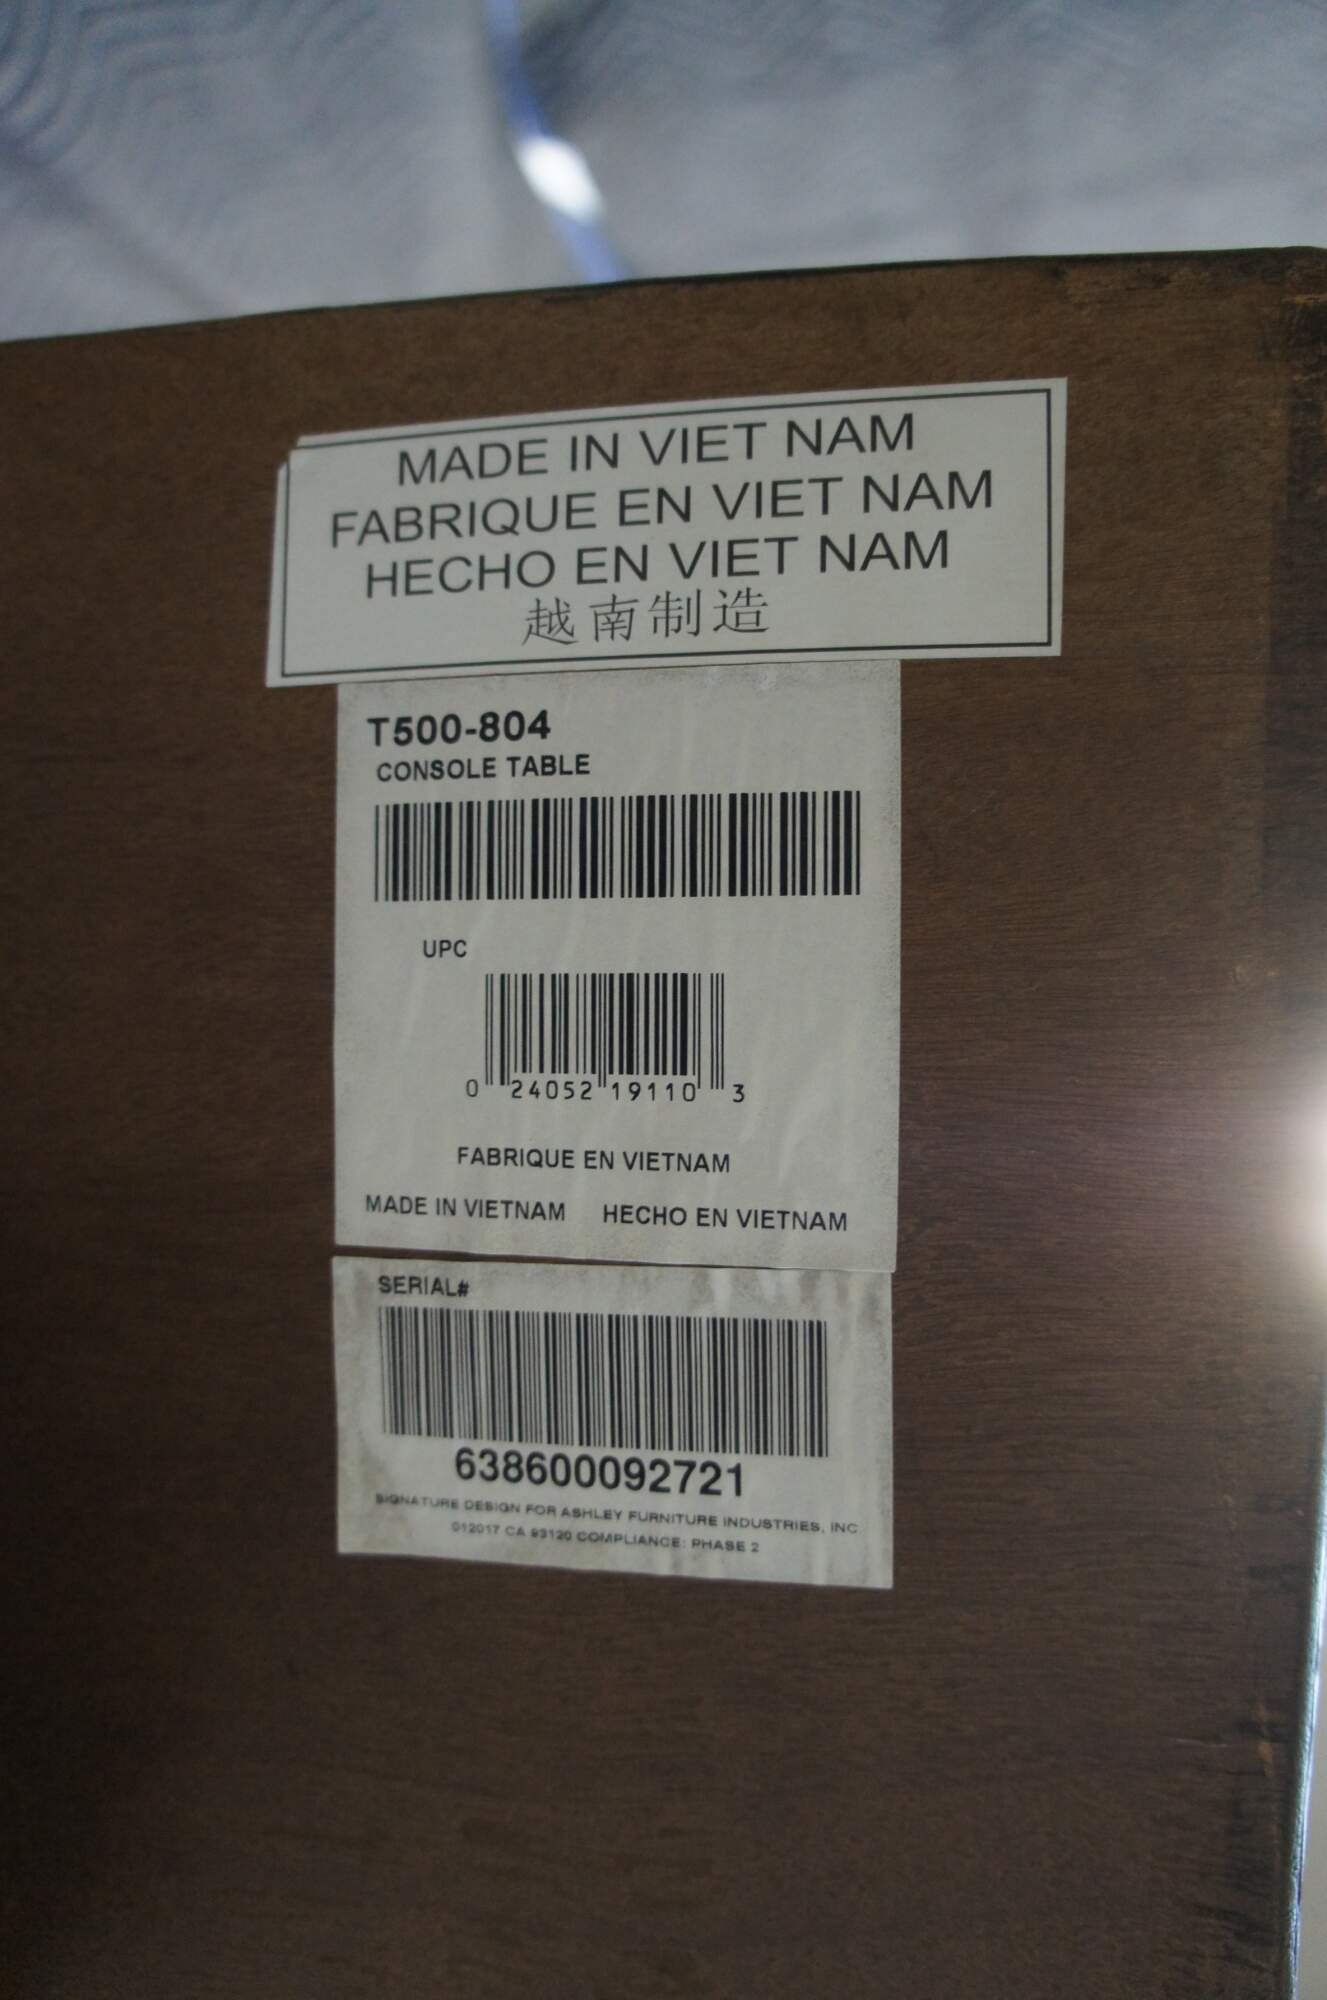 MADE IN VIET NAM
FABRIQUE EN VIET NAM
HECHO EN VIET NAM
越南制造
T500-804
CONSOLE TABLE
UPC
0 24052 19110 3
FABRIQUE EN VIETNAM
MADE IN VIETNAM HECHO EN VIETNAM
SERIAL#
638600092721
SIGNATURE DESIGN FOR ASHLEY FURNITURE INDUSTRIES, INC
012017 CA 93120 COMPLIANCE: PHASE 2